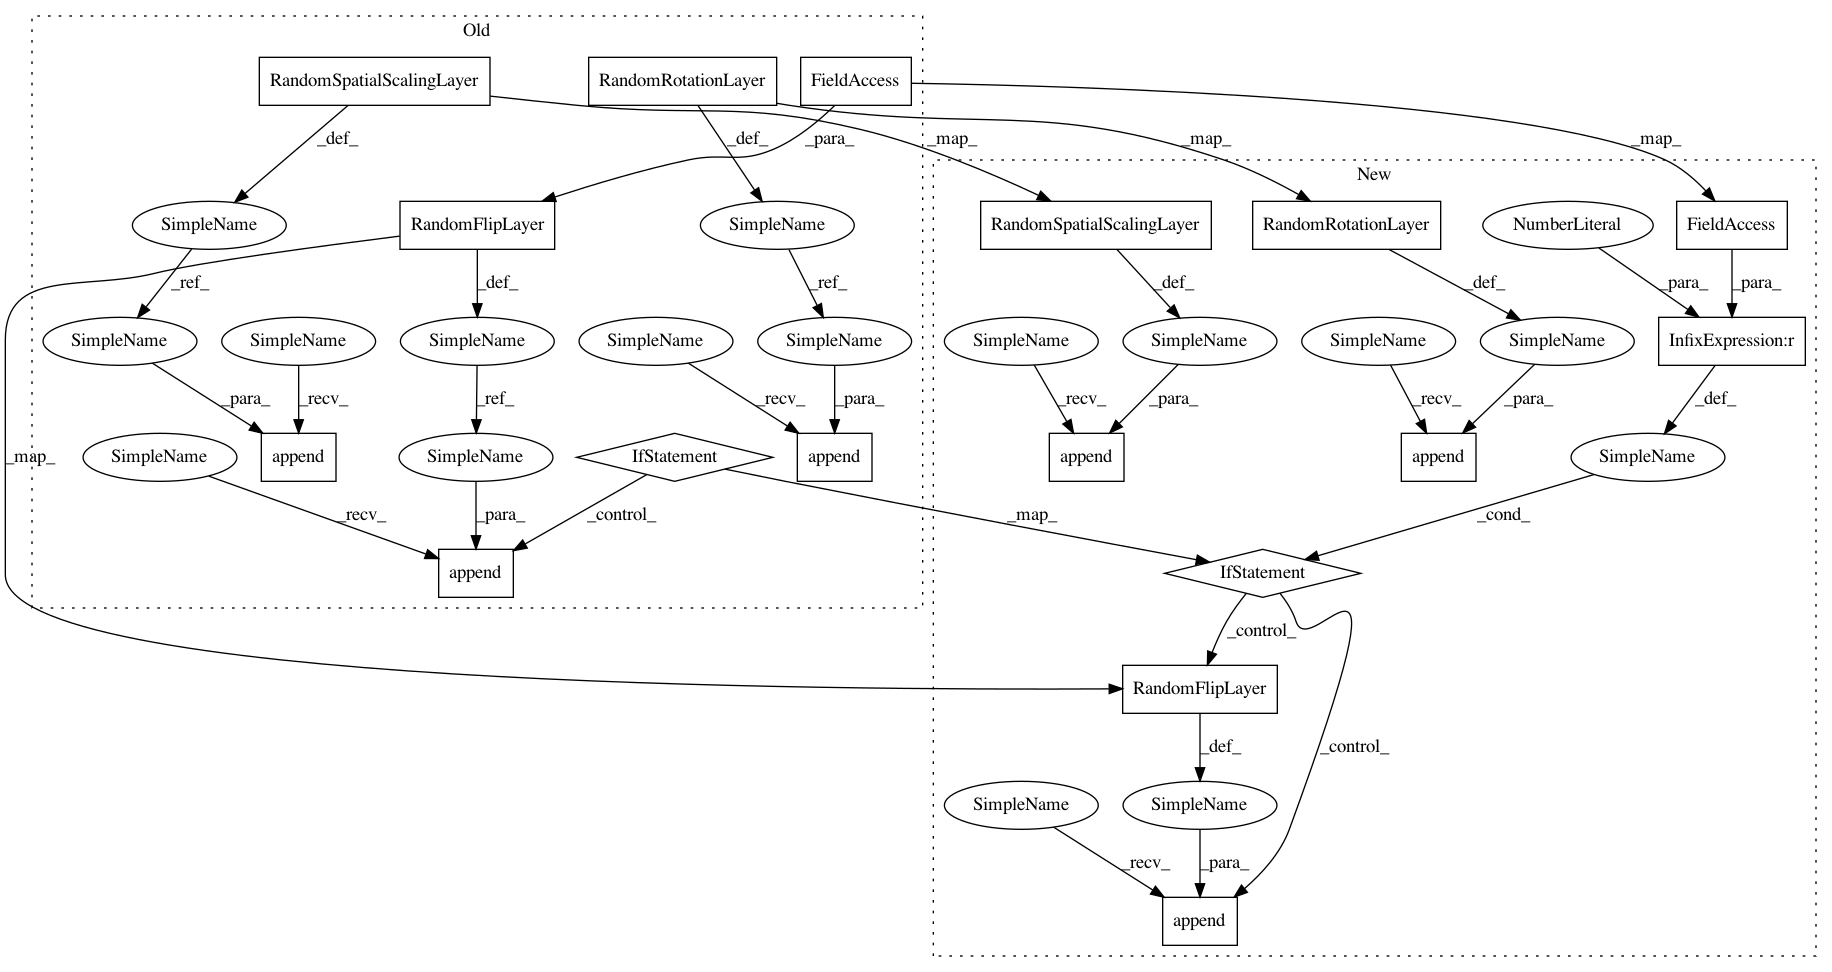 Old
RandomSpatialScalingLayer
RandomRotationLayer
FieldAccess
_def_
_def_
_para_
_map_
_map_
_map_
New
SimpleName
RandomFlipLayer
SimpleName
RandomSpatialScalingLayer
RandomRotationLayer
NumberLiteral
FieldAccess
_ref_
_def_
_ref_
_def_
_def_
_para_
_para_
SimpleName
SimpleName
SimpleName
SimpleName
SimpleName
SimpleName
SimpleName
SimpleName
SimpleName
InfixExpression:r
_para_
_recv_
_ref_
_recv_
_para_
_recv_
_para_
_recv_
_para_
_def_
_map_
SimpleName
append
SimpleName
IfStatement
append
append
append
SimpleName
_recv_
_para_
_control_
_map_
_cond_
append
IfStatement
_control_
RandomFlipLayer
_def_
_control_
SimpleName
SimpleName
_recv_
_para_
append